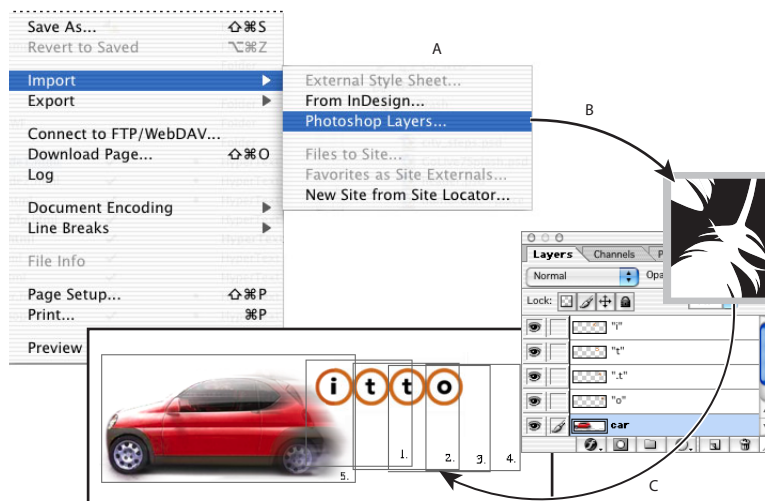 Save As... ⇧⌘S
Revert to Saved ⌥⌘Z
Import
Export
Connect to FTP/WebDAV...
Download Page... ⇧⌘O
Log
Document Encoding
Line Breaks
File Info
Page Setup... ⇧⌘P
Print... ⌘P
Preview
A
External Style Sheet...
From InDesign...
Photoshop Layers...
Files to Site...
Favorites as Site Externals...
New Site from Site Locator...
B
Layers Channels P
Normal Opa
Lock:
"i"
"t"
".t"
"o"
car
i t t o
1. 2. 3. 4.
5.
C